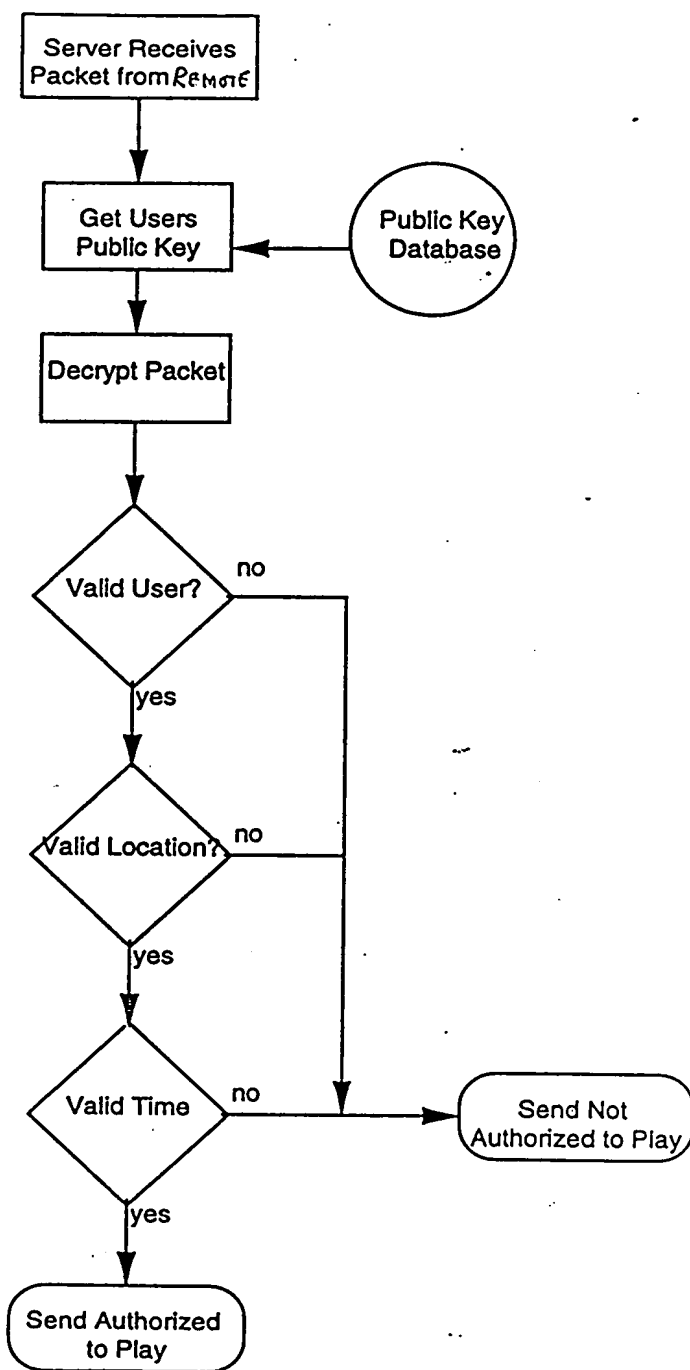 Server Receives
Packet from REMOTE
Get Users
Public Key
Public Key
Database
Decrypt Packet
Valid User?
no
yes
Valid Location?
no
yes
Valid Time
no
Send Not
Authorized to Play
yes
Send Authorized
to Play